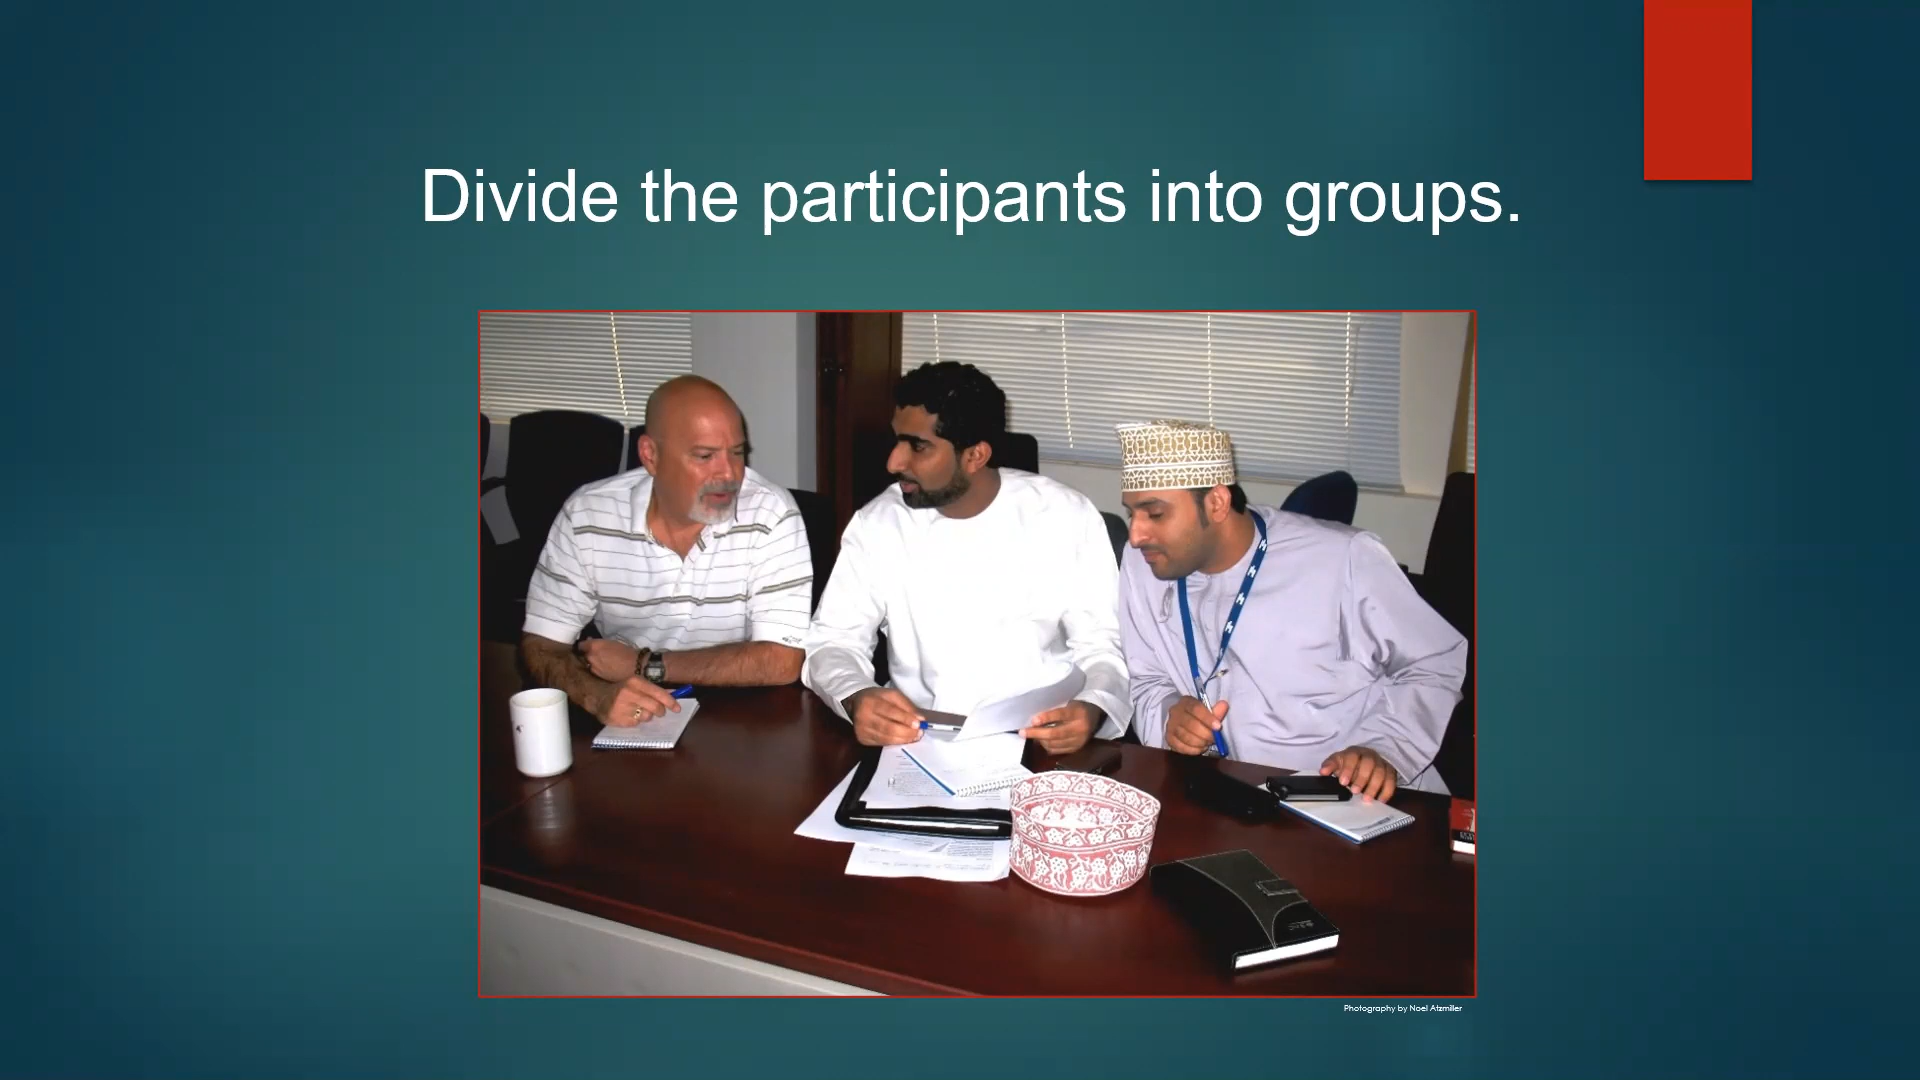 Divide the participants into groups.
Photography by Noel Atzmiller